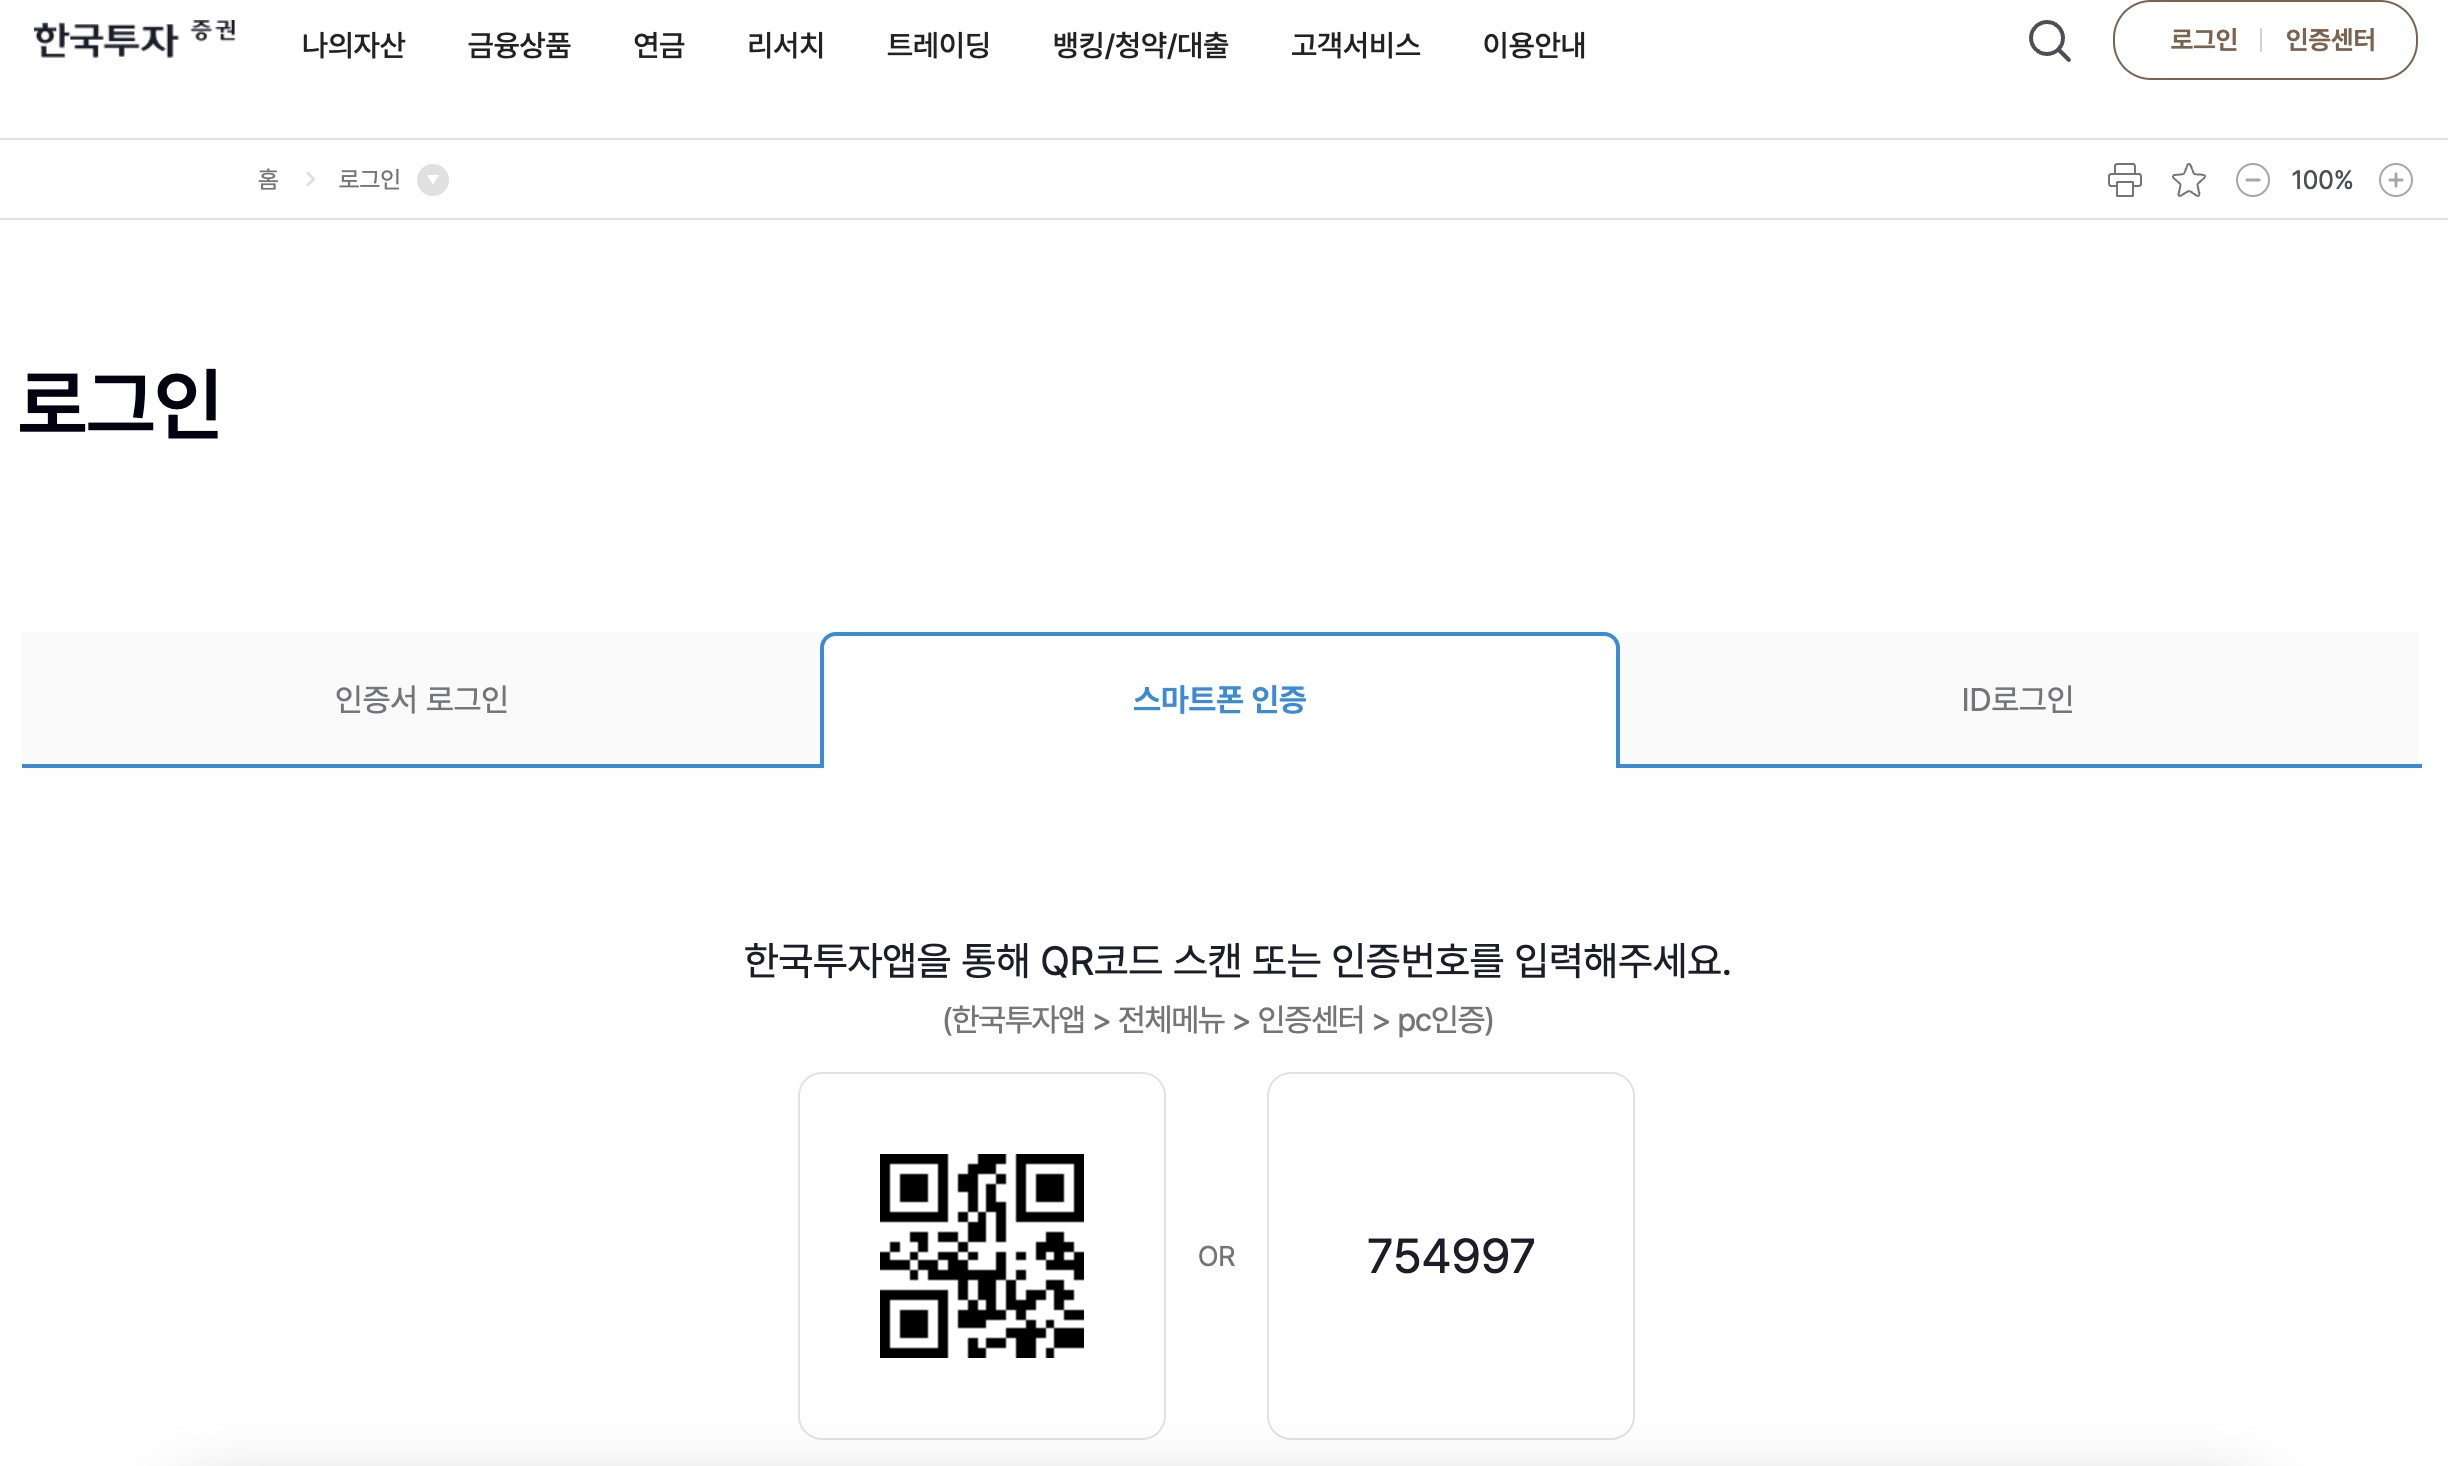 한국투자 증권
나의자산 금융상품 연금 리서치 트레이딩 뱅킹/청약/대출 고객서비스 이용안내 로그인 인증센터
홈 로그인 100%
로그인
인증서 로그인 스마트폰 인증 ID로그인
한국투자앱을 통해 QR코드 스캔 또는 인증번호를 입력해주세요.
(한국투자앱 > 전체메뉴 > 인증센터 > pc인증)
OR 754997